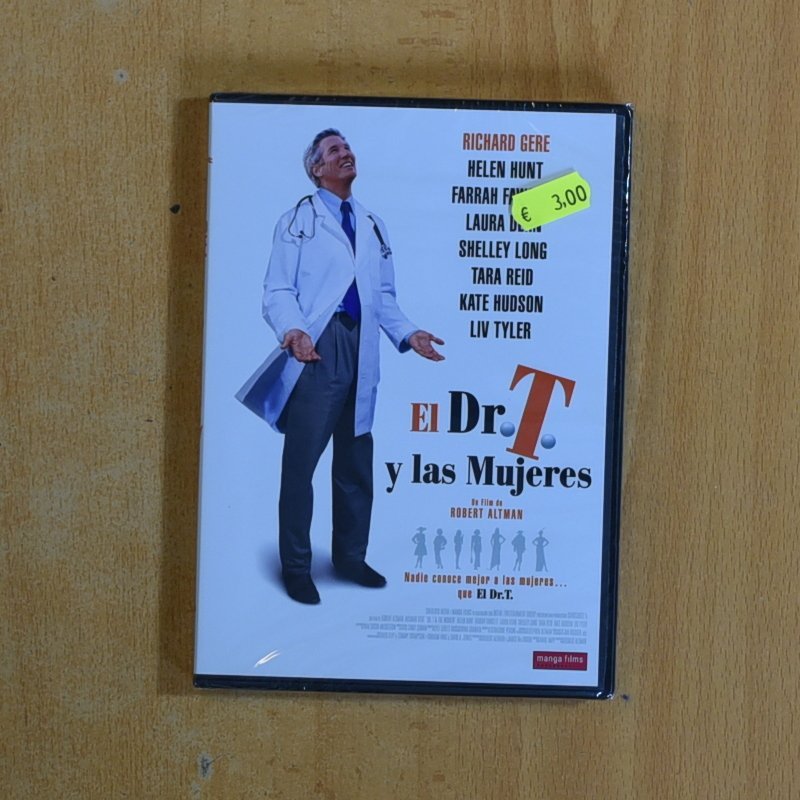 RICHARD GERE
HELEN HUNT
FARRAH
€ 3,00
LAURA
SHELLEY LONG
TARA REID
KATE HUDSON
LIV TYLER
El Dr. T.
y las Mujeres
Un Film de
ROBERT ALTMAN
Nadie conoce mejor a las mujeres...
que El Dr. T.
manga films